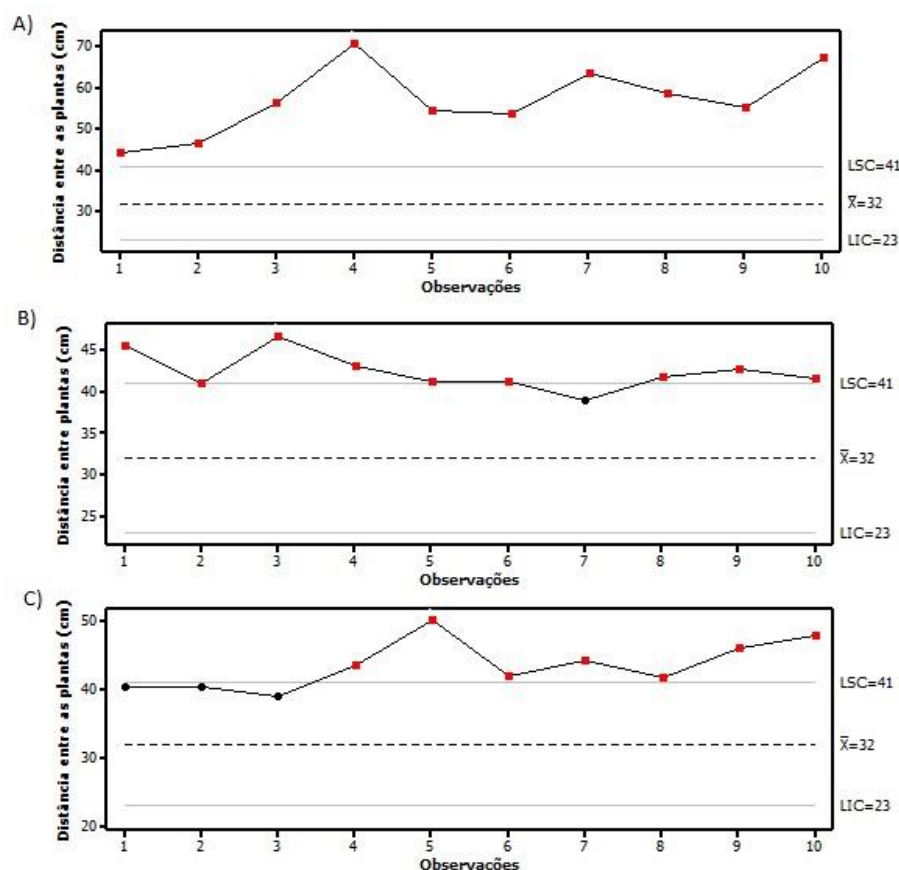 A)
Distância entre as plantas (cm)
70
60
50
40
30
LSC=41
X̅=32
LIC=23
1 2 3 4 5 6 7 8 9 10
Observações
B)
Distância entre plantas (cm)
45
40
35
30
25
LSC=41
X̅=32
LIC=23
1 2 3 4 5 6 7 8 9 10
Observações
C)
Distância entre as plantas (cm)
50
40
30
20
LSC=41
X̅=32
LIC=23
1 2 3 4 5 6 7 8 9 10
Observações